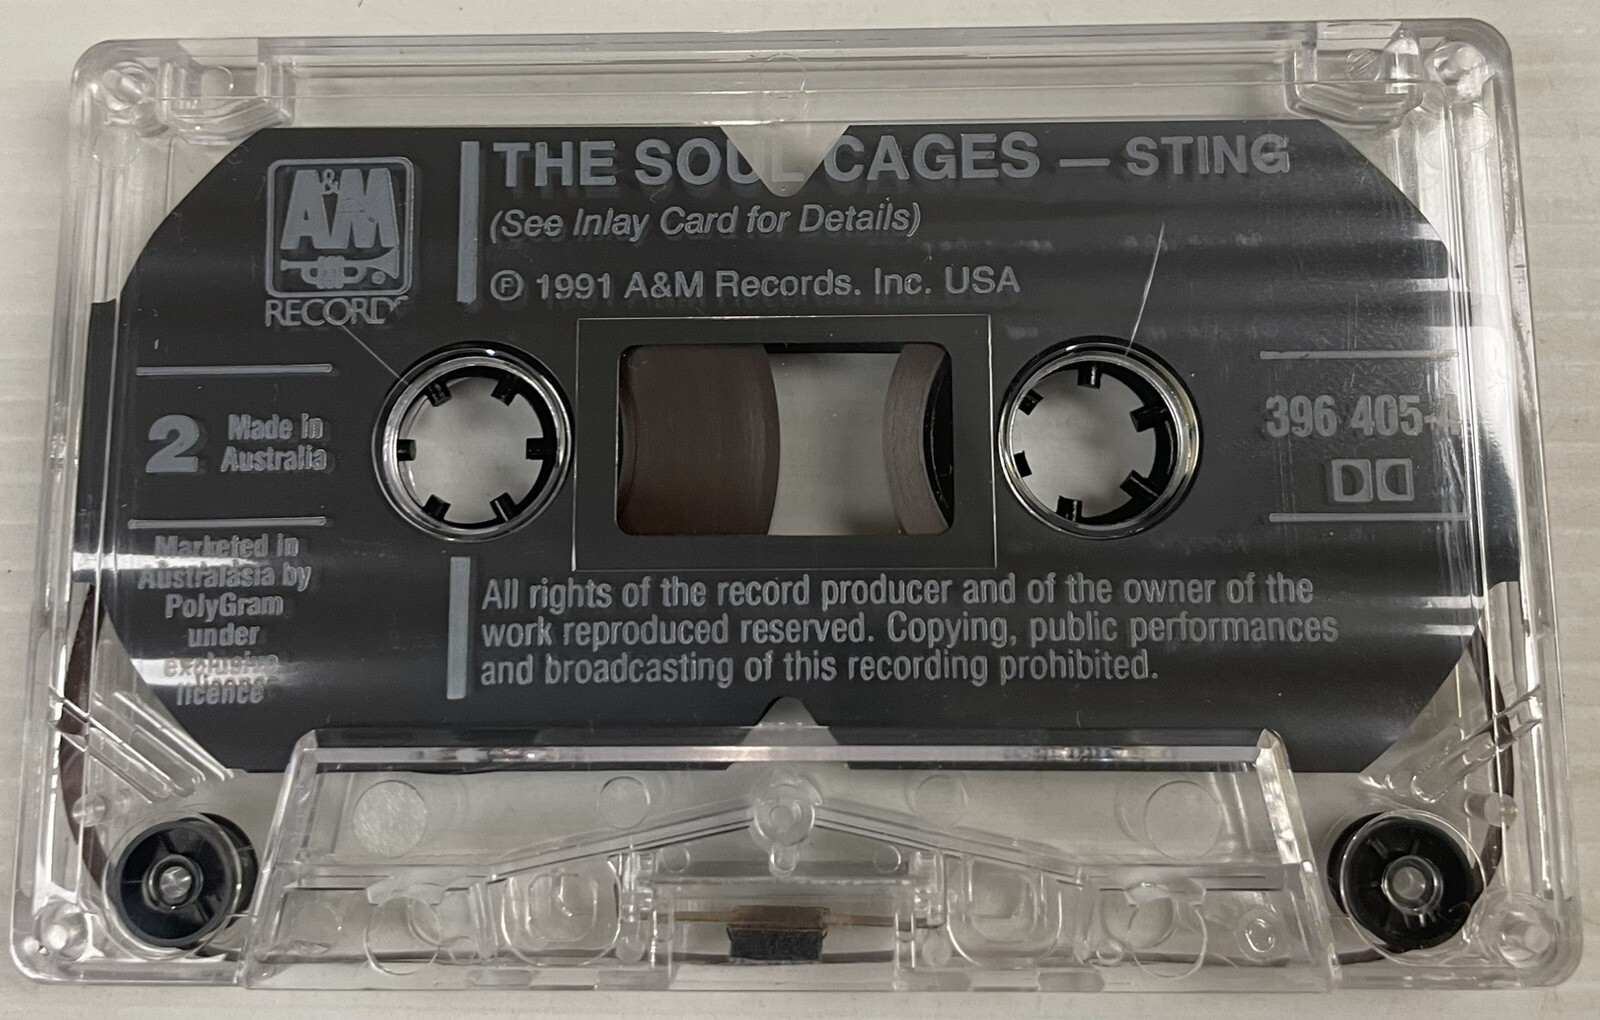 THE SOUL CAGES — STING
(See Inlay Card for Details)
Ⓟ 1991 A&M Records. Inc. USA
A&M
RECORDS
2
Made in
Australia
396 405-4
Marketed in
Australasia by
PolyGram
under
exclusive
licence
All rights of the record producer and of the owner of the
work reproduced reserved. Copying, public performances
and broadcasting of this recording prohibited.